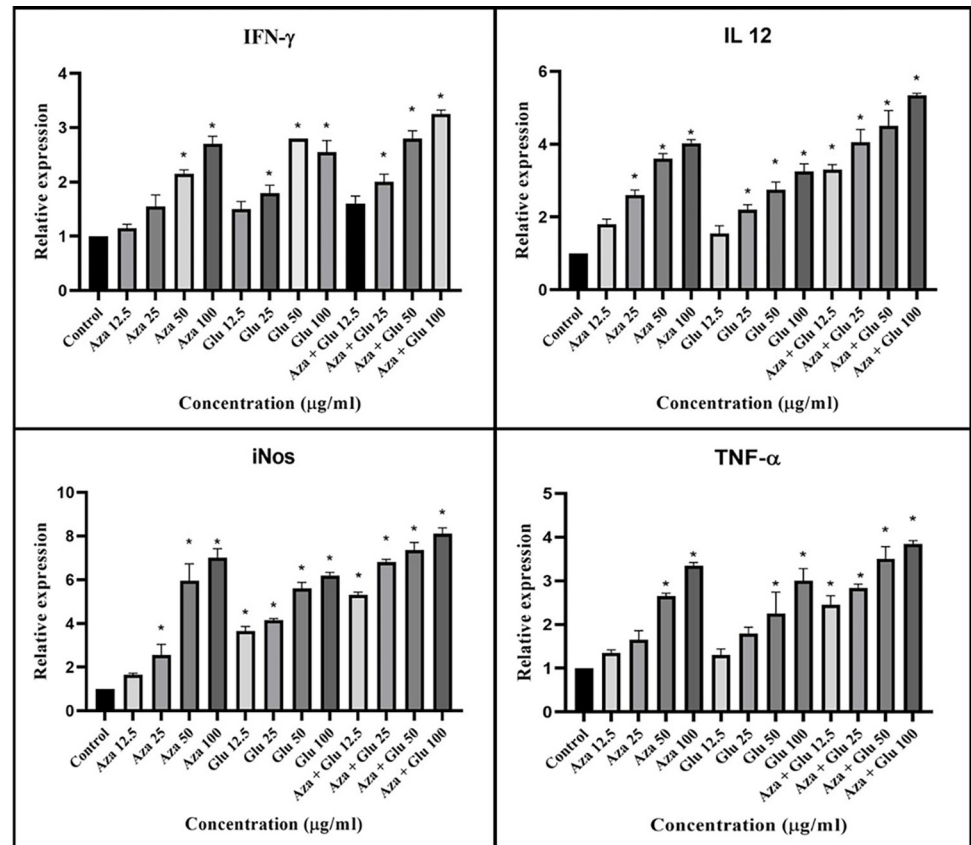 IFN-γ
Relative expression
4
3
2
1
0
* * * * * * * *
Control
Aza 12.5
Aza 25
Aza 50
Aza 100
Glu 12.5
Glu 25
Glu 50
Glu 100
Aza + Glu 12.5
Aza + Glu 25
Aza + Glu 50
Aza + Glu 100
Concentration (μg/ml)
IL 12
Relative expression
6
4
2
0
* * * * * * * * * *
Control
Aza 12.5
Aza 25
Aza 50
Aza 100
Glu 12.5
Glu 25
Glu 50
Glu 100
Aza + Glu 12.5
Aza + Glu 25
Aza + Glu 50
Aza + Glu 100
Concentration (μg/ml)
iNos
Relative expression
10
8
6
4
2
0
* * * * * * * * * * *
Control
Aza 12.5
Aza 25
Aza 50
Aza 100
Glu 12.5
Glu 25
Glu 50
Glu 100
Aza + Glu 12.5
Aza + Glu 25
Aza + Glu 50
Aza + Glu 100
Concentration (μg/ml)
TNF-α
Relative expression
5
4
3
2
1
0
* * * * * * * *
Control
Aza 12.5
Aza 25
Aza 50
Aza 100
Glu 12.5
Glu 25
Glu 50
Glu 100
Aza + Glu 12.5
Aza + Glu 25
Aza + Glu 50
Aza + Glu 100
Concentration (μg/ml)